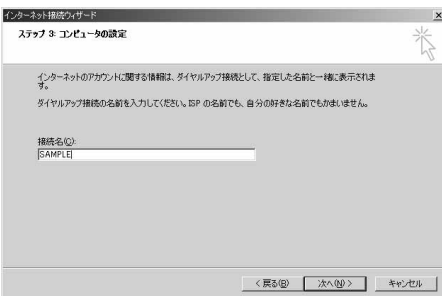 インターネット接続ウィザード
ステップ 3: コンピュータの設定
インターネットのアカウントに関する情報は、ダイヤルアップ接続として、指定した名前と一緒に表示されま
す。
ダイヤルアップ接続の名前を入力してください。ISP の名前でも、自分の好きな名前でもかまいません。
接続名(C):
SAMPLE
< 戻る(B)
次へ(N) >
キャンセル